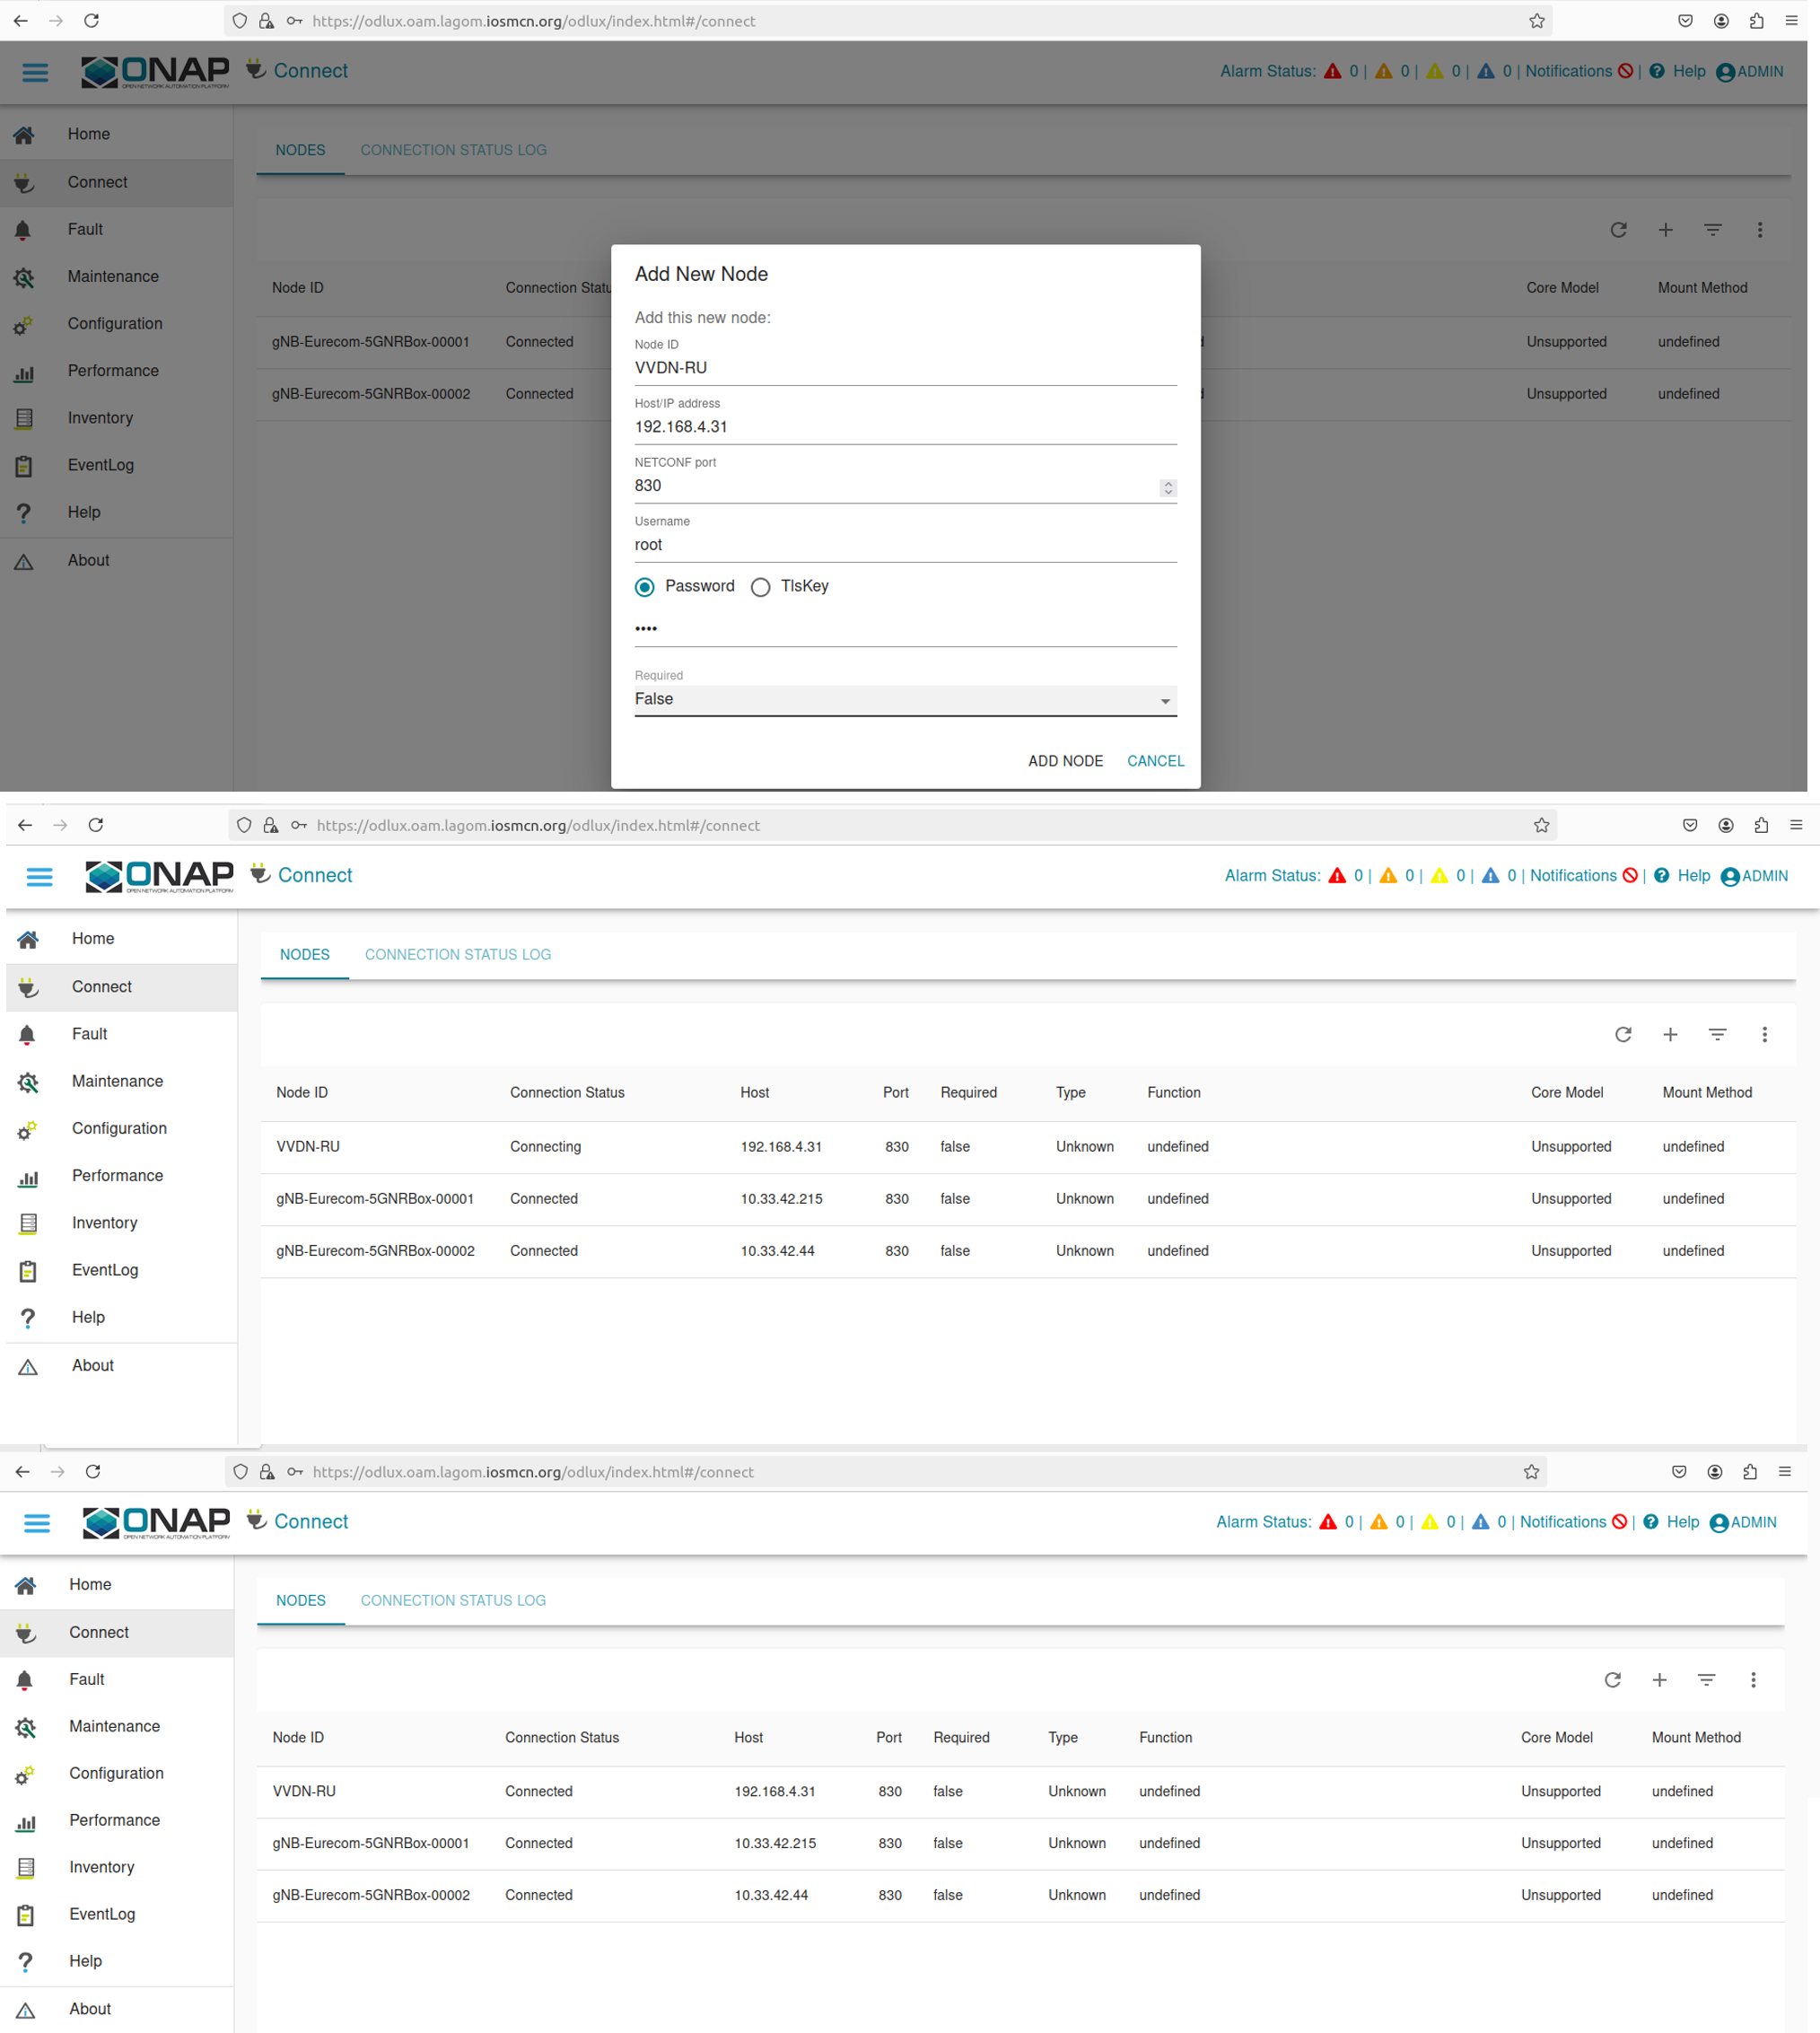 https://odlux.oam.lagom.iosmcn.org/odlux/index.html#/connect
ONAP Connect Alarm Status: 0 | 0 | 0 | 0 | Notifications | Help ADMIN
OPEN NETWORK AUTOMATION PLATFORM
Home
NODES CONNECTION STATUS LOG
Connect
Fault
Maintenance
Configuration
Performance
Inventory
EventLog
Help
About
Node ID Connection Statu Core Model Mount Method
gNB-Eurecom-5GNRBox-00001 Connected Unsupported undefined
gNB-Eurecom-5GNRBox-00002 Connected Unsupported undefined
Add New Node
Add this new node:
Node ID
VVDN-RU
Host/IP address
192.168.4.31
NETCONF port
830
Username
root
Password TlsKey
••••
Required
False
ADD NODE CANCEL
https://odlux.oam.lagom.iosmcn.org/odlux/index.html#/connect
ONAP Connect Alarm Status: 0 | 0 | 0 | 0 | Notifications | Help ADMIN
OPEN NETWORK AUTOMATION PLATFORM
Home
NODES CONNECTION STATUS LOG
Connect
Fault
Maintenance
Configuration
Performance
Inventory
EventLog
Help
About
Node ID Connection Status Host Port Required Type Function Core Model Mount Method
VVDN-RU Connecting 192.168.4.31 830 false Unknown undefined Unsupported undefined
gNB-Eurecom-5GNRBox-00001 Connected 10.33.42.215 830 false Unknown undefined Unsupported undefined
gNB-Eurecom-5GNRBox-00002 Connected 10.33.42.44 830 false Unknown undefined Unsupported undefined
https://odlux.oam.lagom.iosmcn.org/odlux/index.html#/connect
ONAP Connect Alarm Status: 0 | 0 | 0 | 0 | Notifications | Help ADMIN
OPEN NETWORK AUTOMATION PLATFORM
Home
NODES CONNECTION STATUS LOG
Connect
Fault
Maintenance
Configuration
Performance
Inventory
EventLog
Help
About
Node ID Connection Status Host Port Required Type Function Core Model Mount Method
VVDN-RU Connected 192.168.4.31 830 false Unknown undefined Unsupported undefined
gNB-Eurecom-5GNRBox-00001 Connected 10.33.42.215 830 false Unknown undefined Unsupported undefined
gNB-Eurecom-5GNRBox-00002 Connected 10.33.42.44 830 false Unknown undefined Unsupported undefined